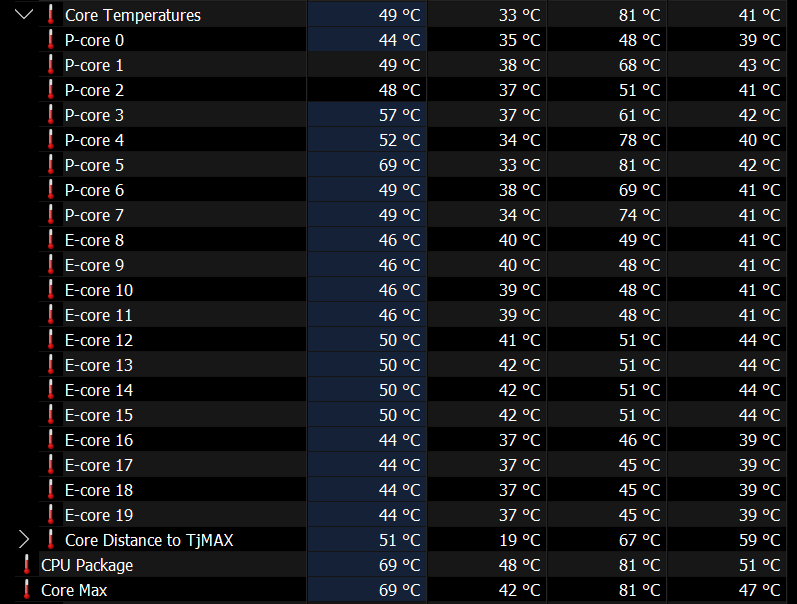 Core Temperatures 49 °C 33 °C 81 °C 41 °C
P-core 0 44 °C 35 °C 48 °C 39 °C
P-core 1 49 °C 38 °C 68 °C 43 °C
P-core 2 48 °C 37 °C 51 °C 41 °C
P-core 3 57 °C 37 °C 61 °C 42 °C
P-core 4 52 °C 34 °C 78 °C 40 °C
P-core 5 69 °C 33 °C 81 °C 42 °C
P-core 6 49 °C 38 °C 69 °C 41 °C
P-core 7 49 °C 34 °C 74 °C 41 °C
E-core 8 46 °C 40 °C 49 °C 41 °C
E-core 9 46 °C 40 °C 48 °C 41 °C
E-core 10 46 °C 39 °C 48 °C 41 °C
E-core 11 46 °C 39 °C 48 °C 41 °C
E-core 12 50 °C 41 °C 51 °C 44 °C
E-core 13 50 °C 42 °C 51 °C 44 °C
E-core 14 50 °C 42 °C 51 °C 44 °C
E-core 15 50 °C 42 °C 51 °C 44 °C
E-core 16 44 °C 37 °C 46 °C 39 °C
E-core 17 44 °C 37 °C 45 °C 39 °C
E-core 18 44 °C 37 °C 45 °C 39 °C
E-core 19 44 °C 37 °C 45 °C 39 °C
Core Distance to TjMAX 51 °C 19 °C 67 °C 59 °C
CPU Package 69 °C 48 °C 81 °C 51 °C
Core Max 69 °C 42 °C 81 °C 47 °C